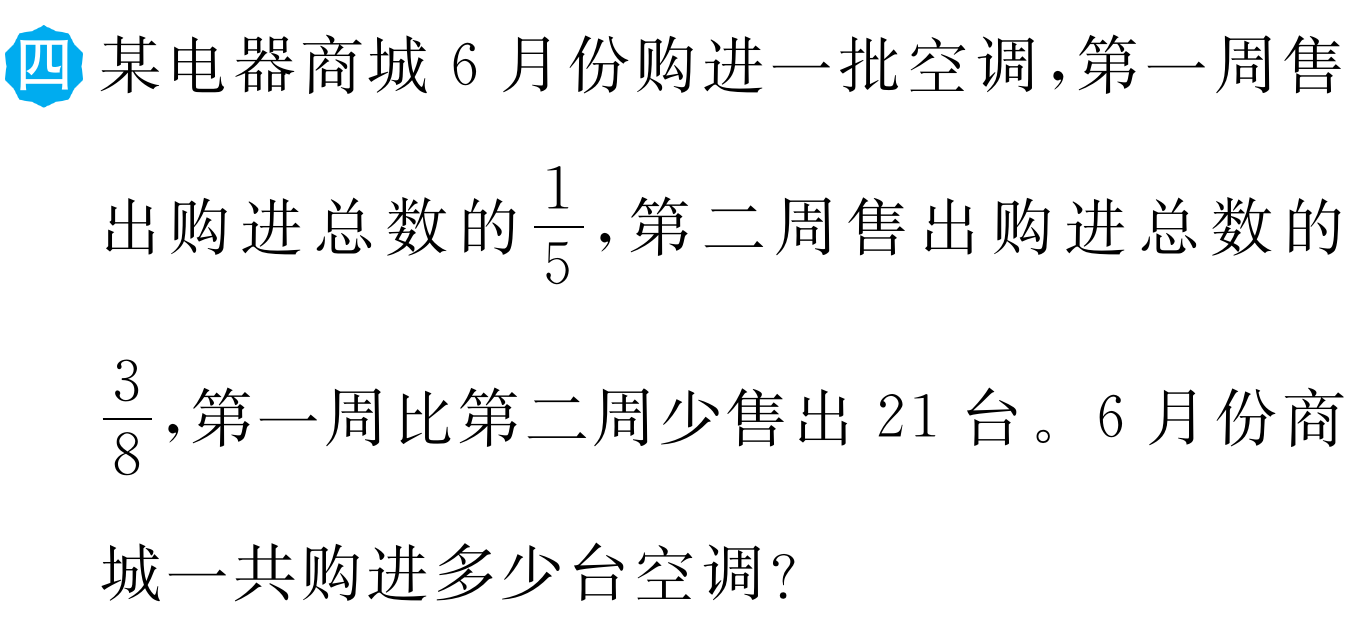 四 某电器商城 6 月份购进一批空调,第一周售
出购进总数的1/5,第二周售出购进总数的
3/8,第一周比第二周少售出 21 台。6 月份商
城一共购进多少台空调?